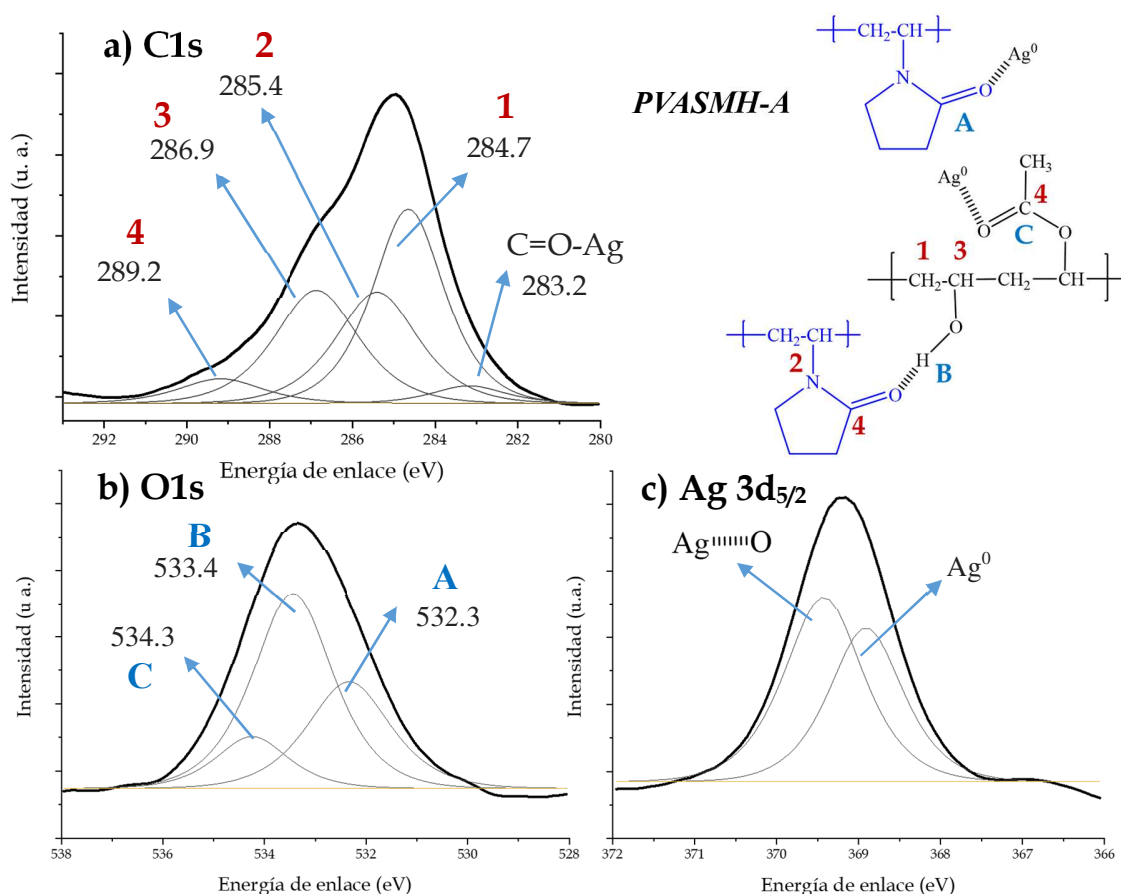 a) C1s
2
285.4
3
286.9
1
284.7
4
289.2
C=O-Ag
283.2
Intensidad (u. a.)
292 290 288 286 284 282 280
Energía de enlace (eV)
PVASMH-A
CH2-CH
N
O
Ag0
A
Ag0
CH3
4
O
C
O
1 3
CH2-CH CH2 CH
O
H
B
CH2-CH
2
N
O
4
b) O1s
B
533.4
A
532.3
534.3
C
Intensidad (u a.)
538 536 534 532 530 528
Energía de enlace (eV)
c) Ag 3d5/2
Ag O
Ag0
Intensidad (u.a.)
372 371 370 369 368 367 366
Energía de enlace (eV)